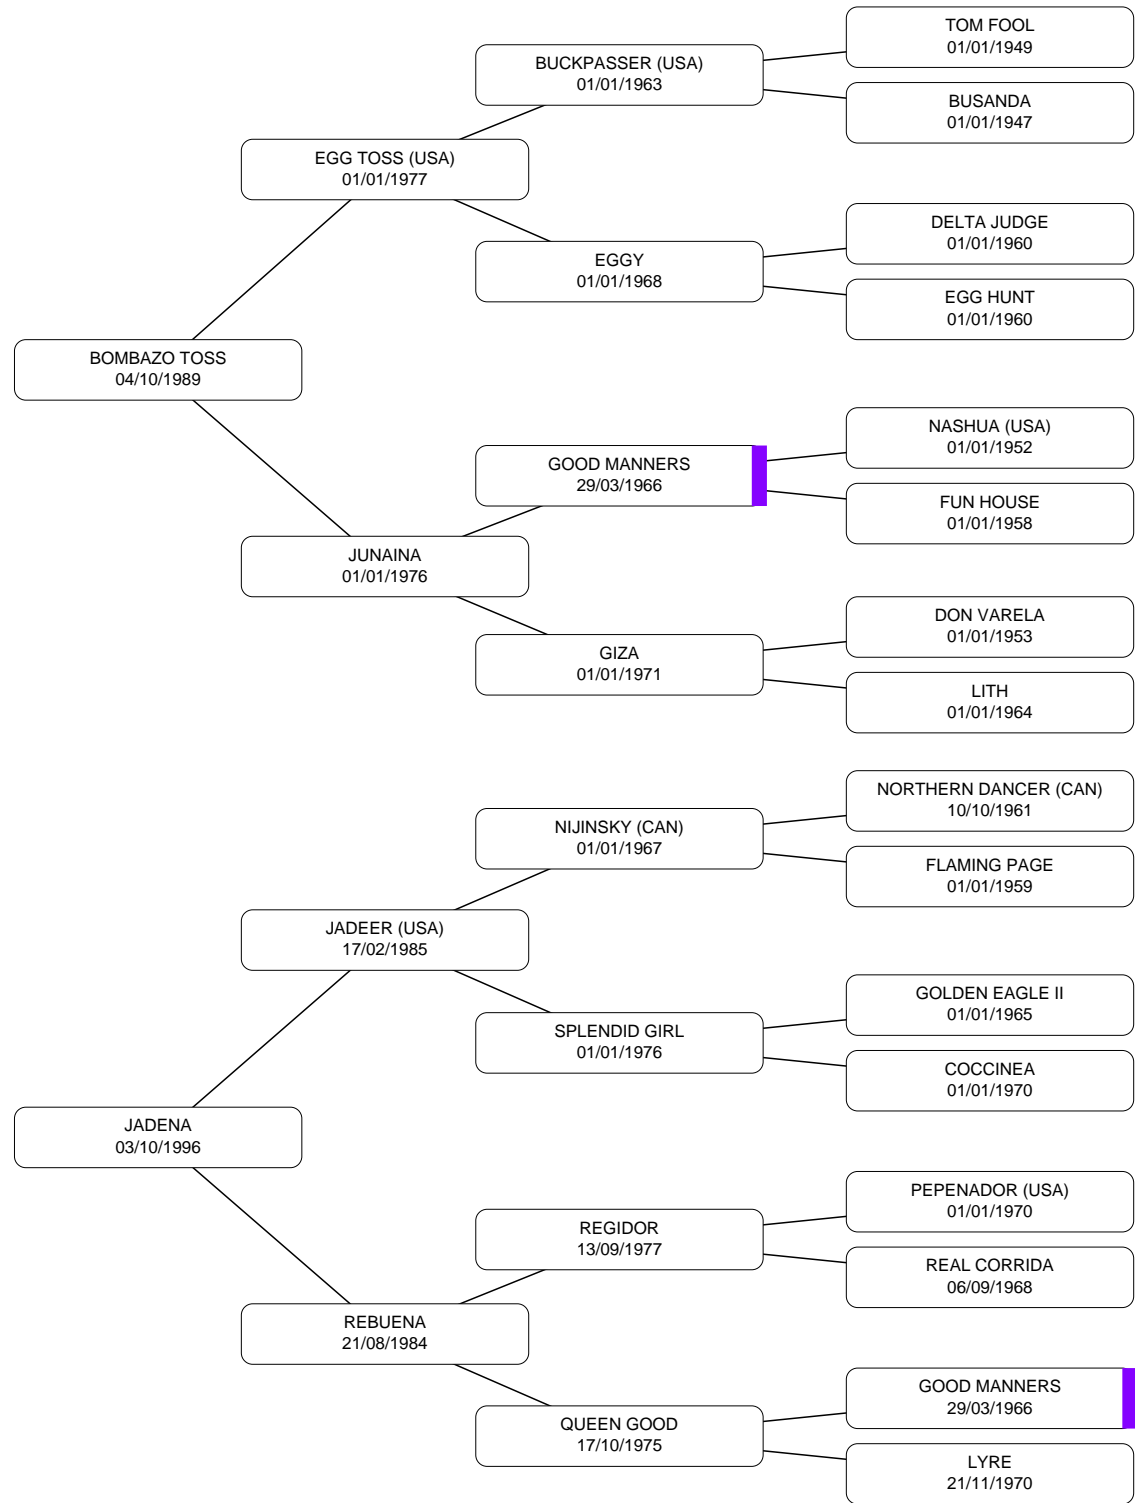 TOM FOOL
01/01/1949
BUCKPASSER (USA)
01/01/1963
BUSANDA
01/01/1947
EGG TOSS (USA)
01/01/1977
DELTA JUDGE
01/01/1960
EGGY
01/01/1968
EGG HUNT
01/01/1960
BOMBAZO TOSS
04/10/1989
NASHUA (USA)
01/01/1952
GOOD MANNERS
29/03/1966
FUN HOUSE
01/01/1958
JUNAINA
01/01/1976
DON VARELA
01/01/1953
GIZA
01/01/1971
LITH
01/01/1964
NORTHERN DANCER (CAN)
10/10/1961
NIJINSKY (CAN)
01/01/1967
FLAMING PAGE
01/01/1959
JADEER (USA)
17/02/1985
GOLDEN EAGLE II
01/01/1965
SPLENDID GIRL
01/01/1976
COCCINEA
01/01/1970
JADENA
03/10/1996
PEPENADOR (USA)
01/01/1970
REGIDOR
13/09/1977
REAL CORRIDA
06/09/1968
REBUENA
21/08/1984
GOOD MANNERS
29/03/1966
QUEEN GOOD
17/10/1975
LYRE
21/11/1970